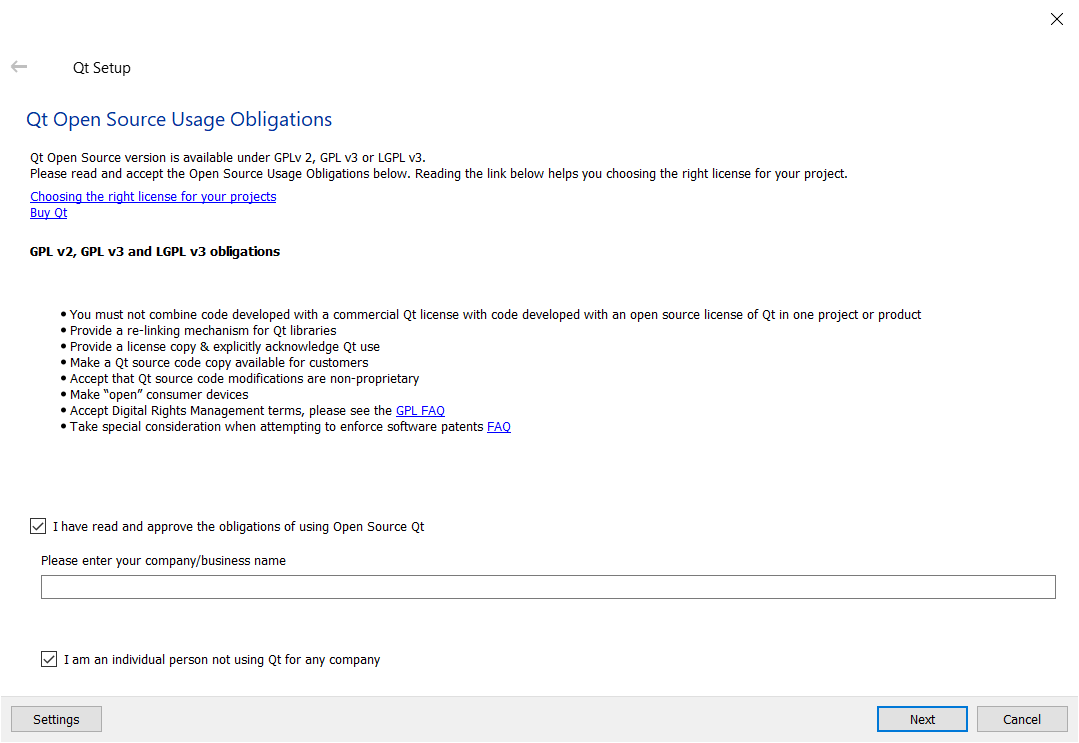 Qt Setup
Qt Open Source Usage Obligations
Qt Open Source version is available under GPLv 2, GPL v3 or LGPL v3.
Please read and accept the Open Source Usage Obligations below. Reading the link below helps you choosing the right license for your project.
Choosing the right license for your projects
Buy Qt
GPL v2, GPL v3 and LGPL v3 obligations
• You must not combine code developed with a commercial Qt license with code developed with an open source license of Qt in one project or product
• Provide a re-linking mechanism for Qt libraries
• Provide a license copy & explicitly acknowledge Qt use
• Make a Qt source code copy available for customers
• Accept that Qt source code modifications are non-proprietary
• Make “open” consumer devices
• Accept Digital Rights Management terms, please see the GPL FAQ
• Take special consideration when attempting to enforce software patents FAQ
I have read and approve the obligations of using Open Source Qt
Please enter your company/business name
I am an individual person not using Qt for any company
Settings Next Cancel